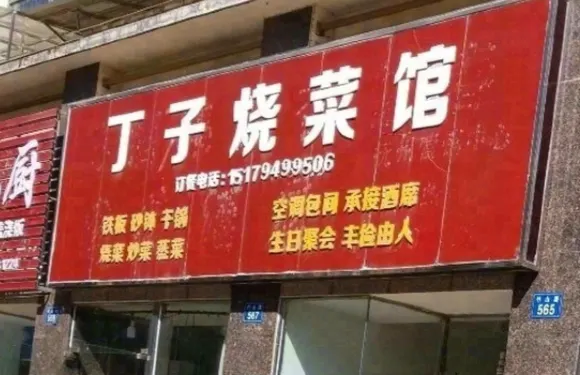 丁子烧菜馆
订餐电话:15179499506
铁板 砂钵 干锅
烧菜 炒菜 蒸菜
空调包间 承接酒席
生日聚会 丰俭由人
厨
567
565